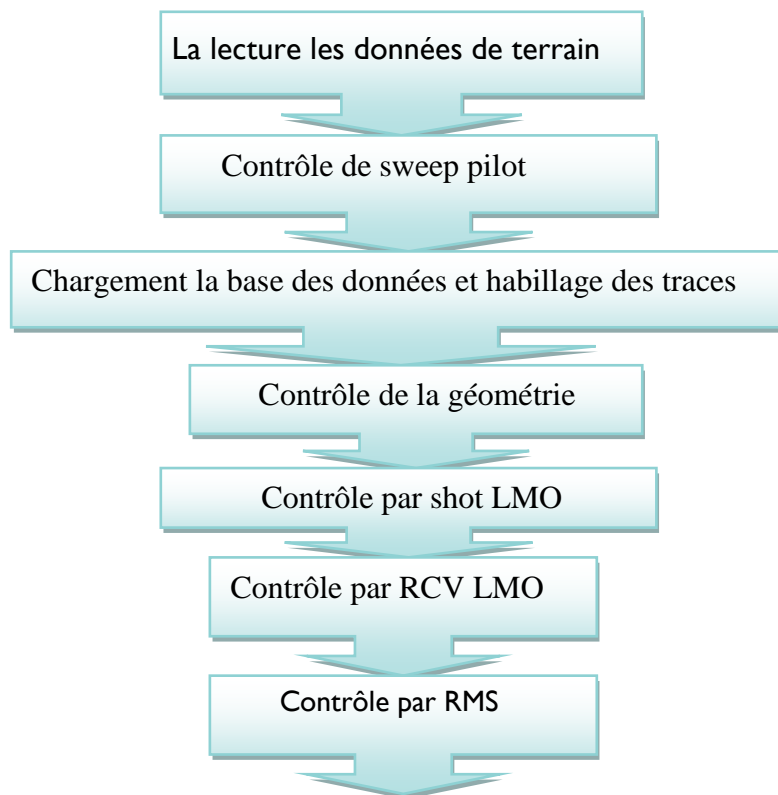 La lecture les données de terrain
Contrôle de sweep pilot
Chargement la base des données et habillage des traces
Contrôle de la géométrie
Contrôle par shot LMO
Contrôle par RCV LMO
Contrôle par RMS